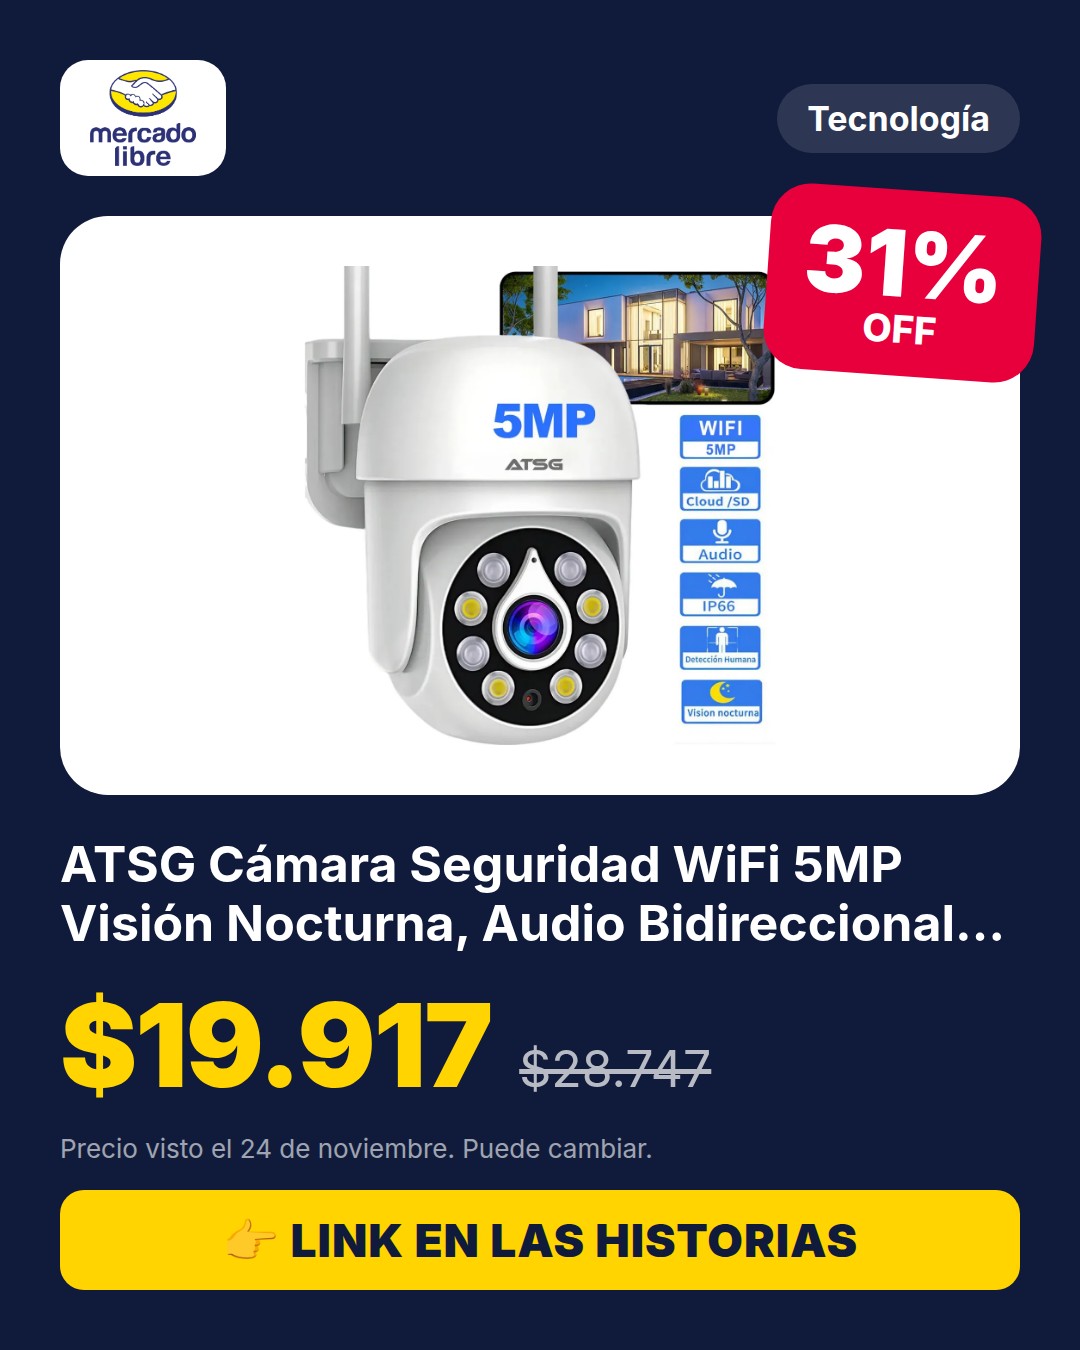 mercado
libre
Tecnología
31%
OFF
5MP
ATSG
WIFI
5MP
Cloud /SD
Audio
IP66
Detección Humana
Vision nocturna
ATSG Cámara Seguridad WiFi 5MP
Visión Nocturna, Audio Bidireccional...
$19.917 $28.747
Precio visto el 24 de noviembre. Puede cambiar.
👉 LINK EN LAS HISTORIAS